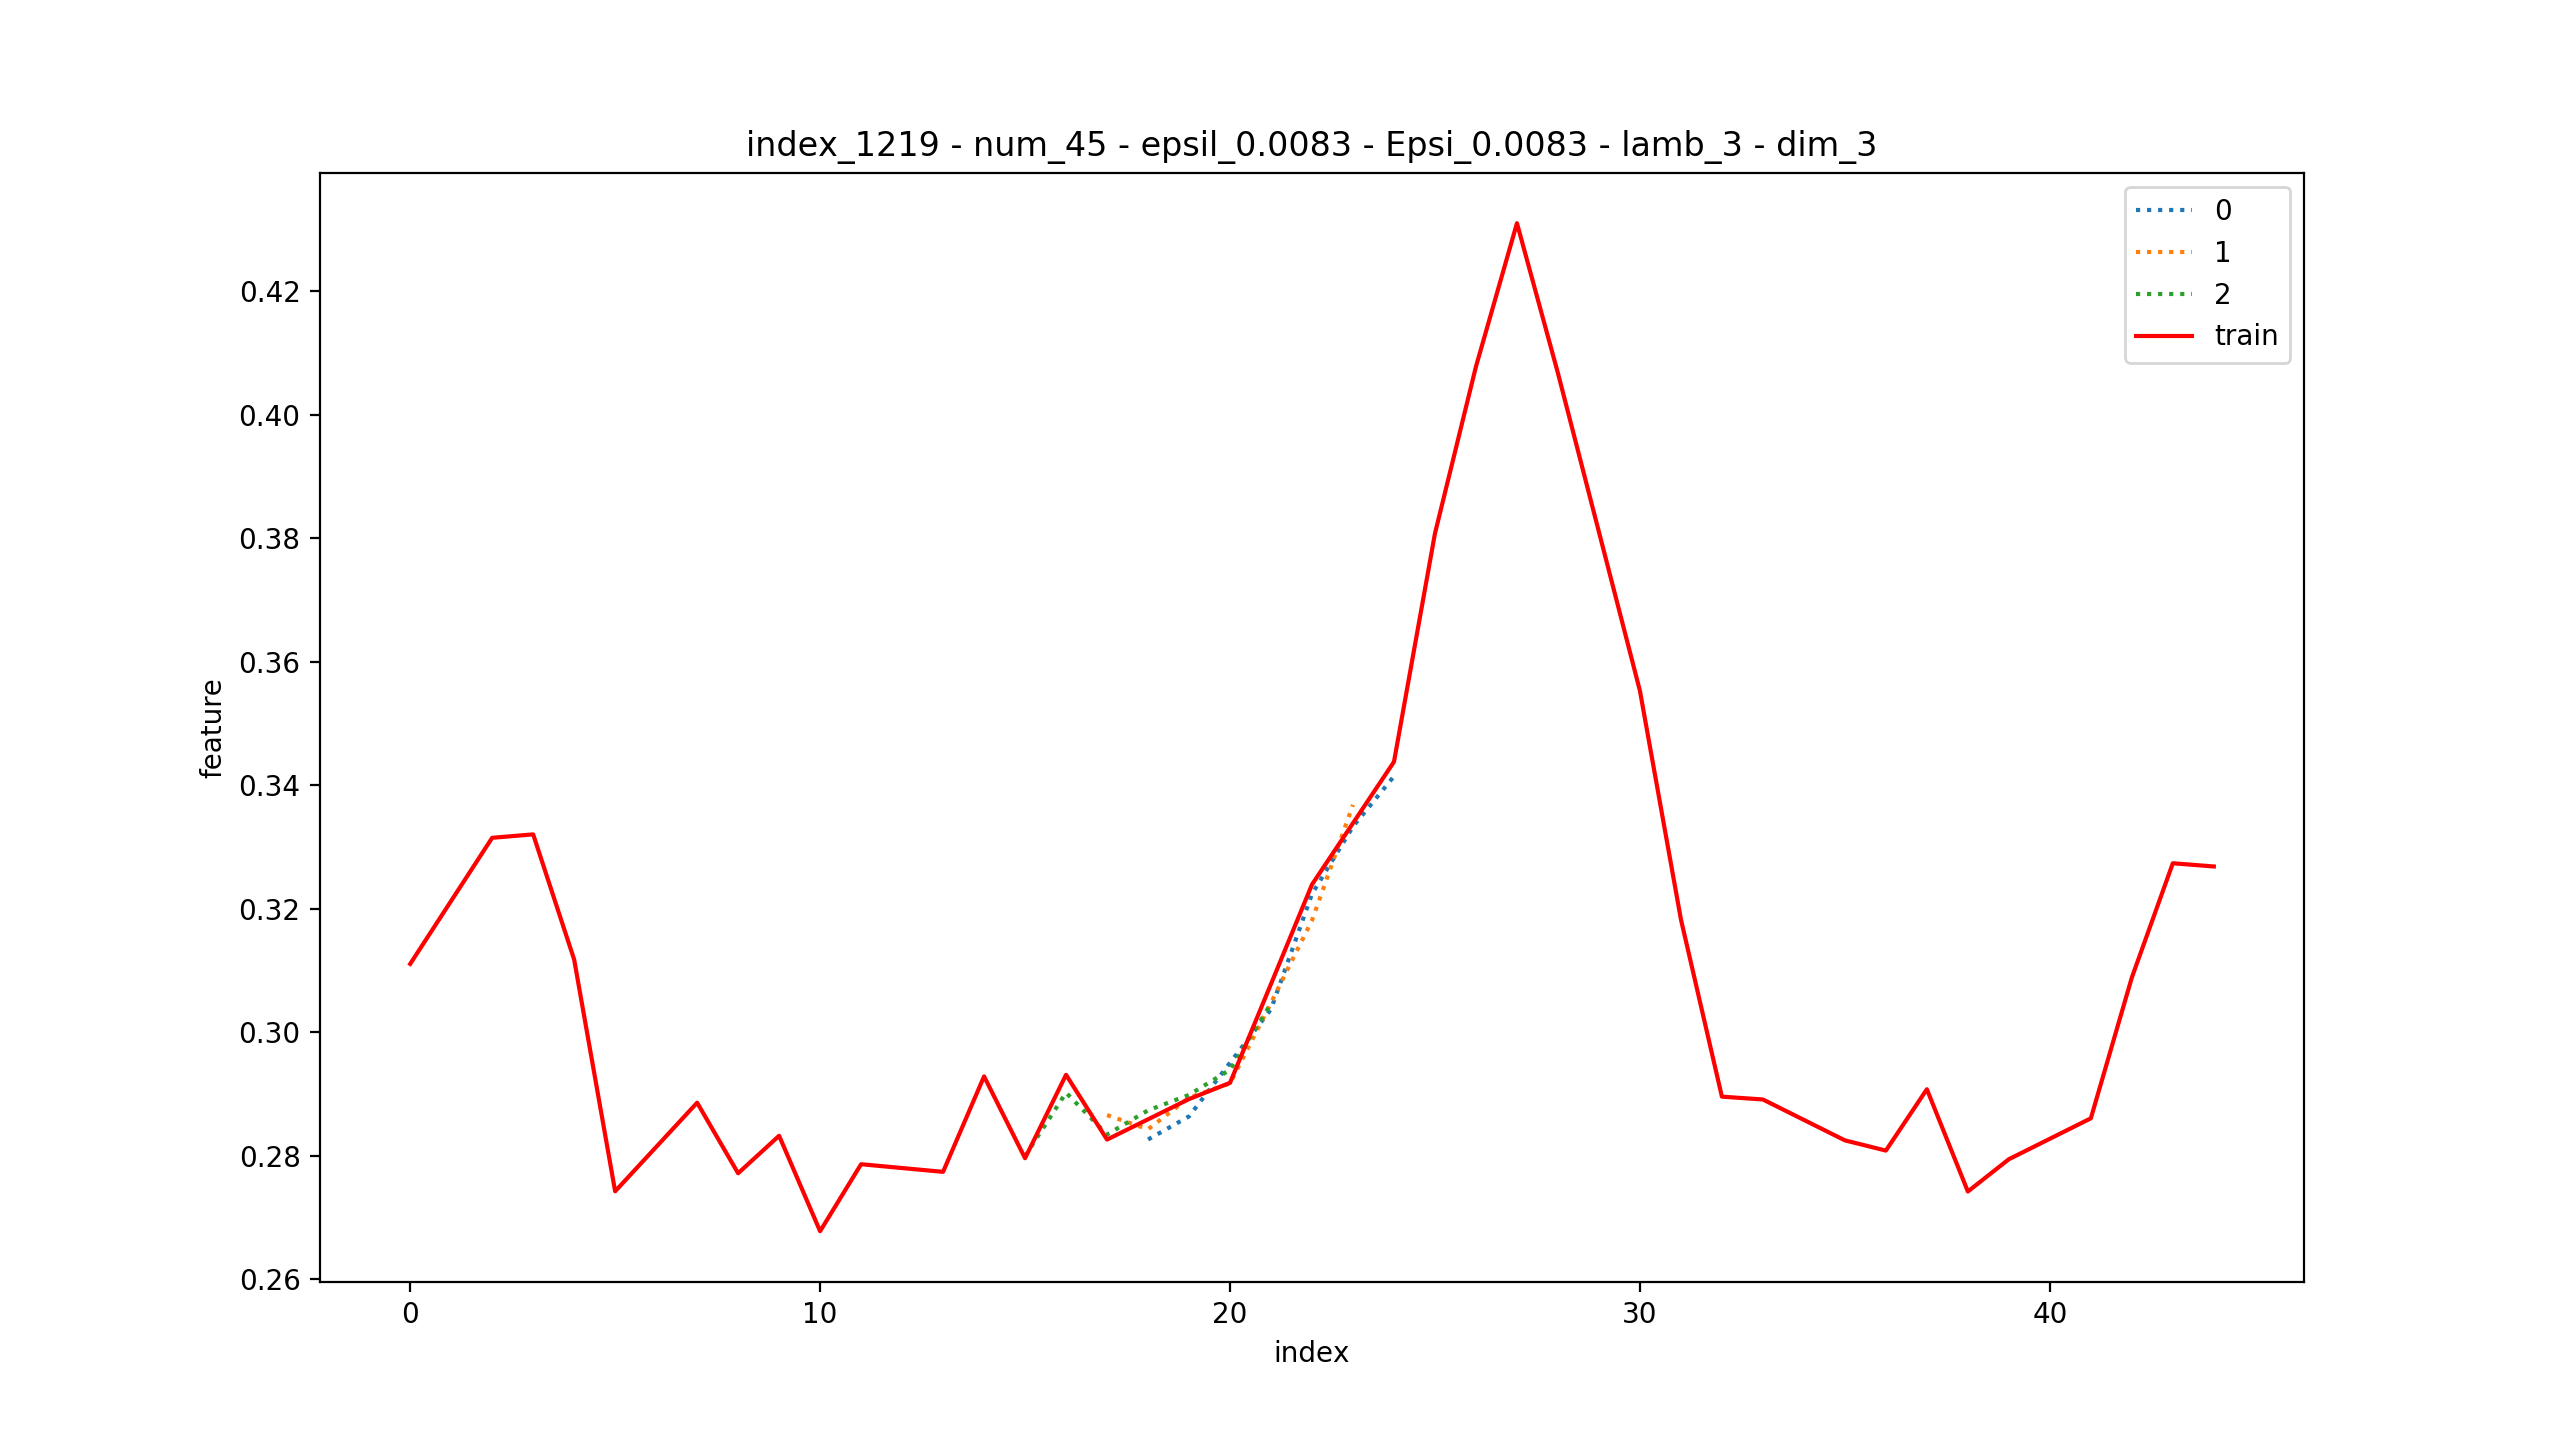 index_1219 - num_45 - epsil_0.0083 - Epsi_0.0083 - lamb_3 - dim_3
0
1
2
train
feature
0.42
0.40
0.38
0.36
0.34
0.32
0.30
0.28
0.26
0 10 20 30 40
index